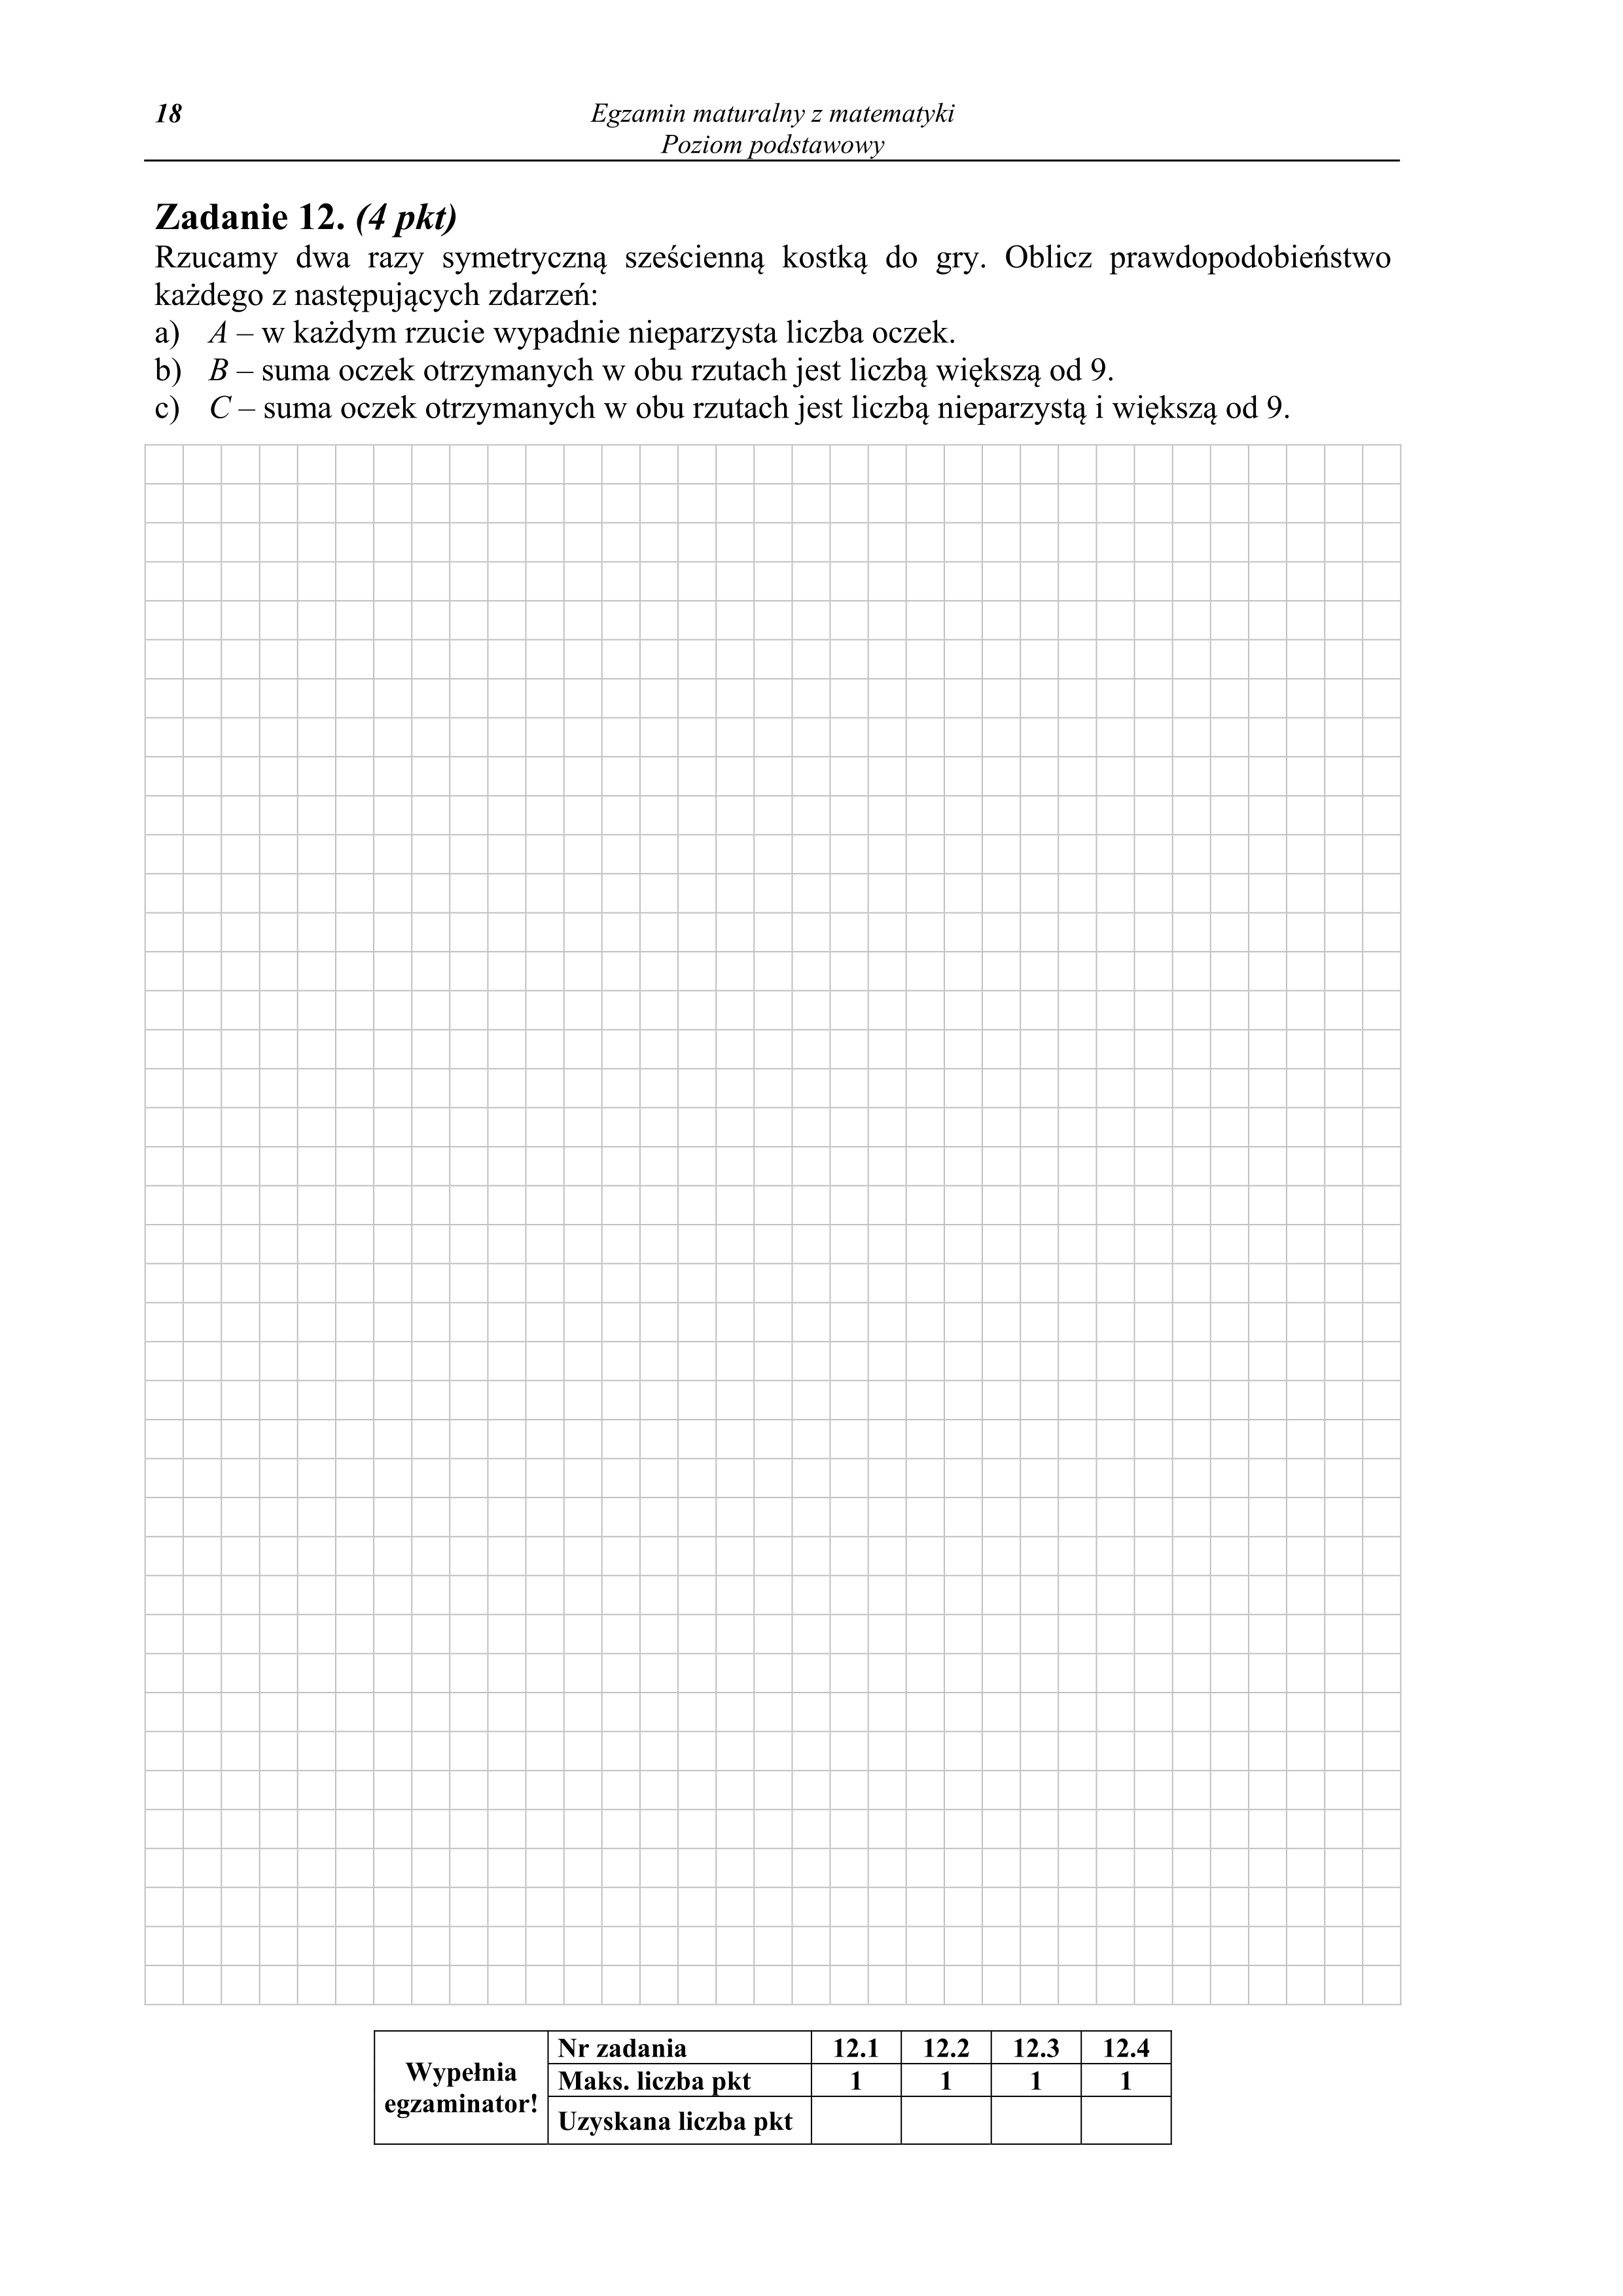 18
Egzamin maturalny z matematyki
Poziom podstawowy
Zadanie 12. (4 pkt)
Rzucamy dwa razy symetryczną sześcienną kostką do gry. Oblicz prawdopodobieństwo
każdego z następujących zdarzeń:
a) A – w każdym rzucie wypadnie nieparzysta liczba oczek.
b) B – suma oczek otrzymanych w obu rzutach jest liczbą większą od 9.
c) C – suma oczek otrzymanych w obu rzutach jest liczbą nieparzystą i większą od 9.
Wypełnia
egzaminator!
Nr zadania 12.1 12.2 12.3 12.4
Maks. liczba pkt 1 1 1 1
Uzyskana liczba pkt